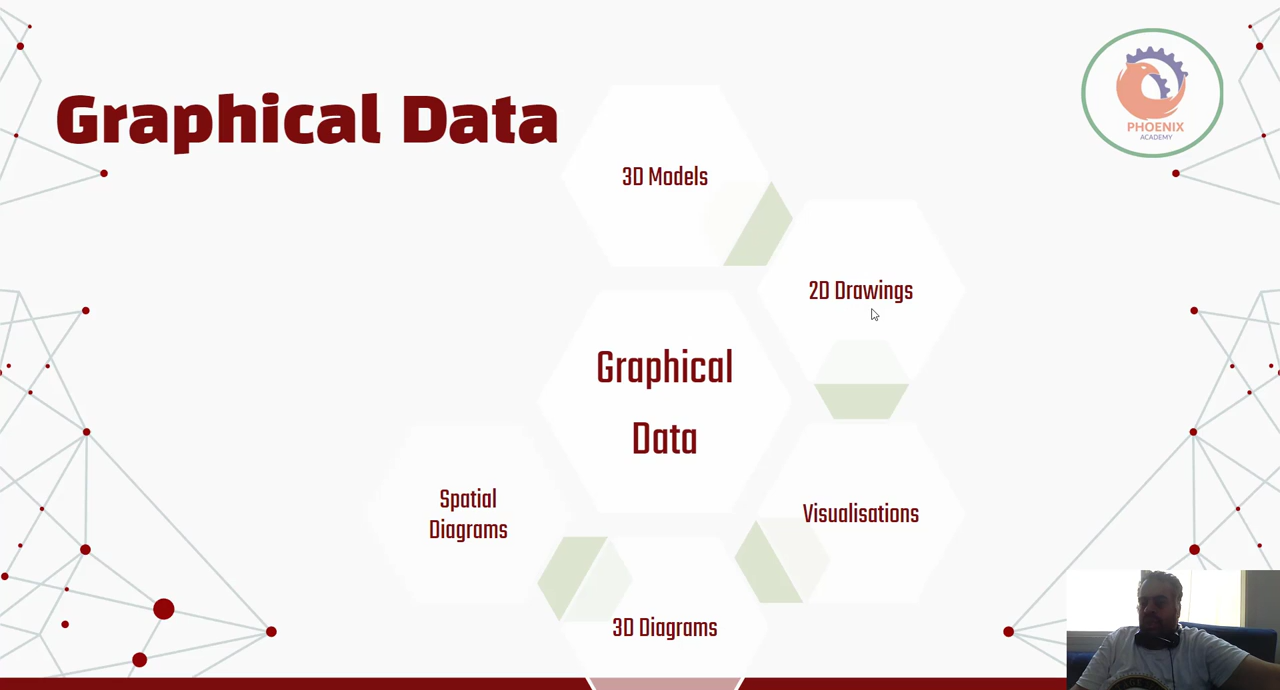 Graphical Data
PHOENIX
ACADEMY
3D Models
2D Drawings
Graphical
Data
Visualisations
Spatial
Diagrams
3D Diagrams